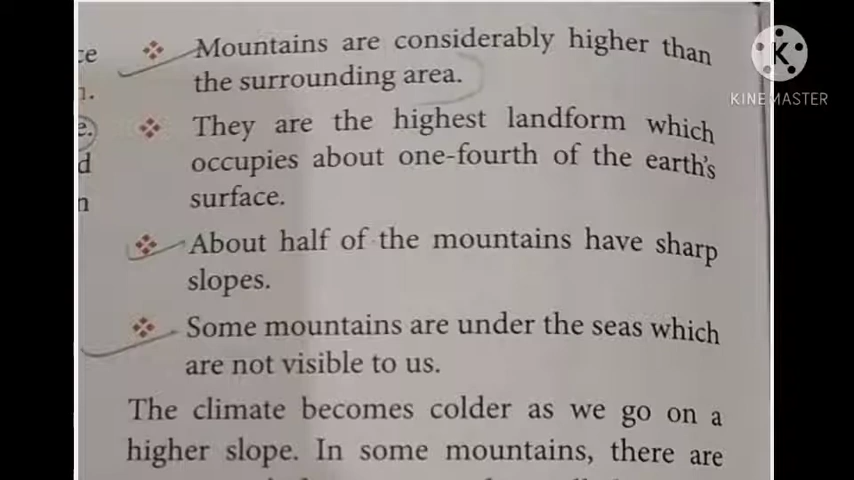 Mountains are considerably higher than
the surrounding area.
They are the highest landform which
occupies about one-fourth of the earth's
surface.
About half of the mountains have sharp
slopes.
Some mountains are under the seas which
are not visible to us.
The climate becomes colder as we go on a
higher slope. In some mountains, there are
KINEMASTER